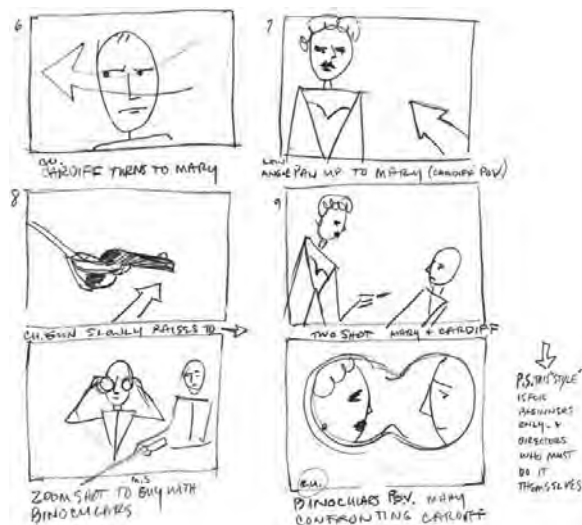 6
C.U.
CARDIFF TURNS TO MARY
7
LOW
ANGLE PAN UP TO MARY (CARDIFF POV)
8
CU. GUN SLOWLY RAISES TO →
9
TWO SHOT MARY & CARDIFF
M.S
ZOOM SHOT TO GUY WITH
BINOCULARS
C.U.
BINOCULARS POV. MARY
CONFRONTING CARDIFF
P.S. THIS "STYLE"
IS FOR
BEGINNERS
ONLY - &
DIRECTORS
WHO MUST
DO IT
THEMSELVES